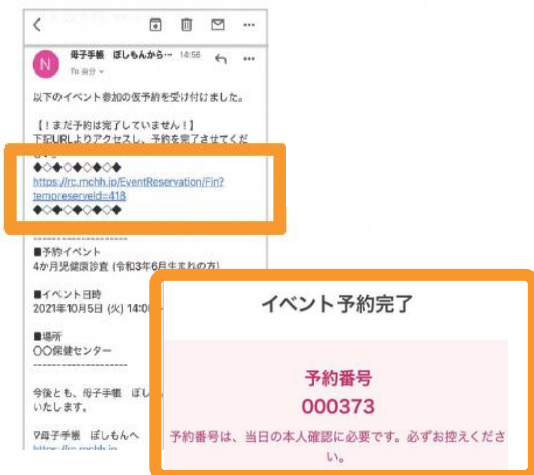 N
母子手帳 ぼしもんから… 14:56
To 自分
以下のイベント参加の仮予約を受け付けました。
【！まだ予約は完了していません！】
下記URLよりアクセスし、予約を完了させてくだ
◆◇◆◇◆◇◆◇◆
https://rc.mchh.jp/EventReservation/Fin?
tempreserveId=418
◆◇◆◇◆◇◆◇◆
--------------------
■予約イベント
4か月児健康診査 (令和3年6月生まれの方)
■イベント日時
2021年10月5日 (火) 14:0
■場所
〇〇保健センター
--------------------
今後とも、母子手帳 ぼし
いたします。
▽母子手帳 ぼしもんへ
イベント予約完了
予約番号
000373
予約番号は、当日の本人確認に必要です。必ずお控えくださ
い。